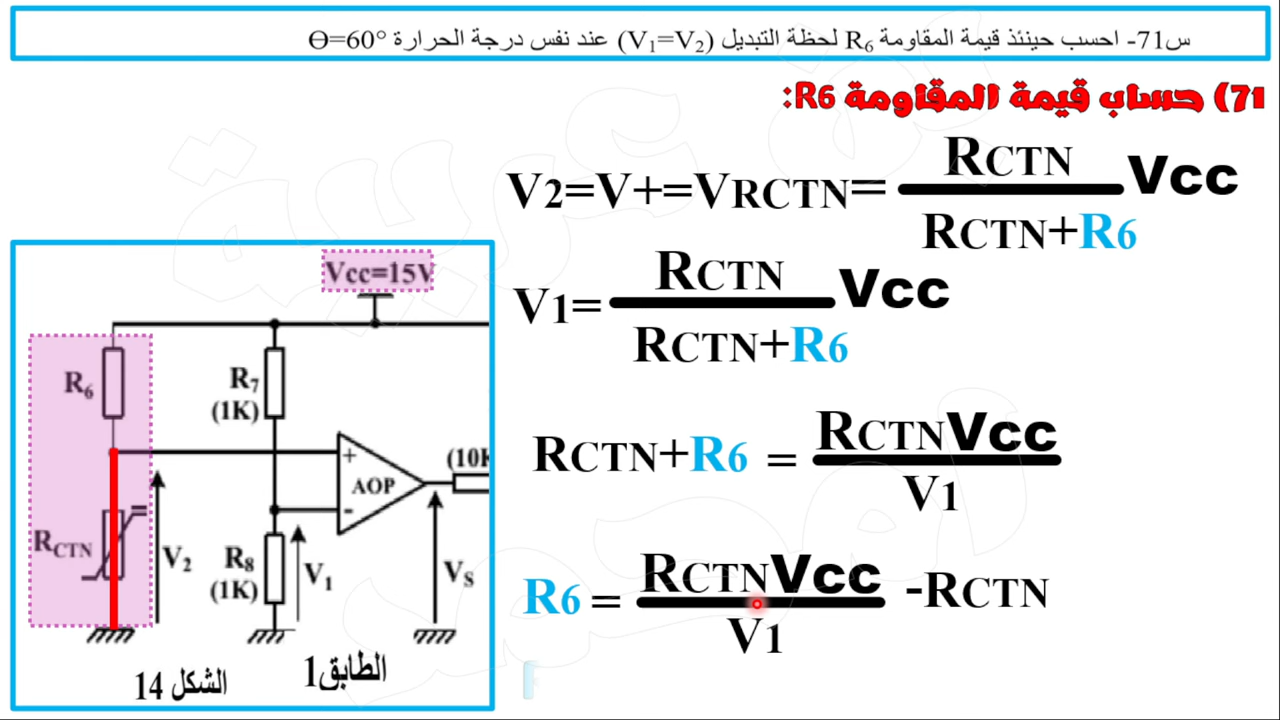 س71- احسب حينئذ قيمة المقاومة R₆ لحظة التبديل (V₁=V₂) عند نفس درجة الحرارة Θ=60°
71) حساب قيمة المقاومة R6:
V2=V+=VRCTN= RCTN Vcc
RCTN+R6
V1= RCTN Vcc
RCTN+R6
RCTN+R6 = RCTNVcc
V1
R6 = RCTNVcc -RCTN
V1
Vcc=15V
R₆
R₇
(1K)
+
AOP
-
(10K
RCTN
V₂
R₈
(1K)
V₁
VS
الطابق1
الشكل 14